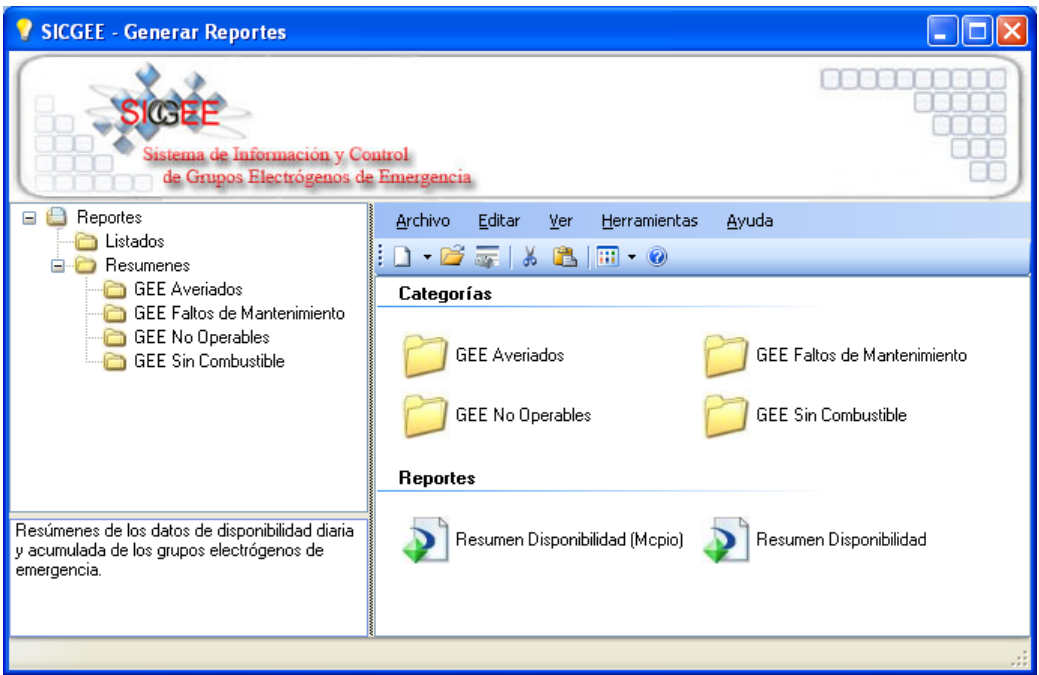 SICGEE - Generar Reportes
SICGEE
Sistema de Información y Control
de Grupos Electrógenos de Emergencia
Reportes
Listados
Resumenes
GEE Averiados
GEE Faltos de Mantenimiento
GEE No Operables
GEE Sin Combustible
Resúmenes de los datos de disponibilidad diaria
y acumulada de los grupos electrógenos de
emergencia.
Archivo Editar Ver Herramientas Ayuda
Categorías
GEE Averiados GEE Faltos de Mantenimiento
GEE No Operables GEE Sin Combustible
Reportes
Resumen Disponibilidad (Mcpio) Resumen Disponibilidad